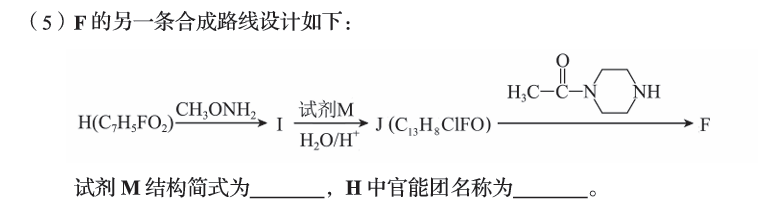 （5）F的另一条合成路线设计如下：
O
H₃C-C-N NH
H(C₇H₅FO₂) CH₃ONH₂ I 试剂M J (C₁₃H₈ClFO) F
H₂O/H⁺
试剂M结构简式为______，H中官能团名称为______。